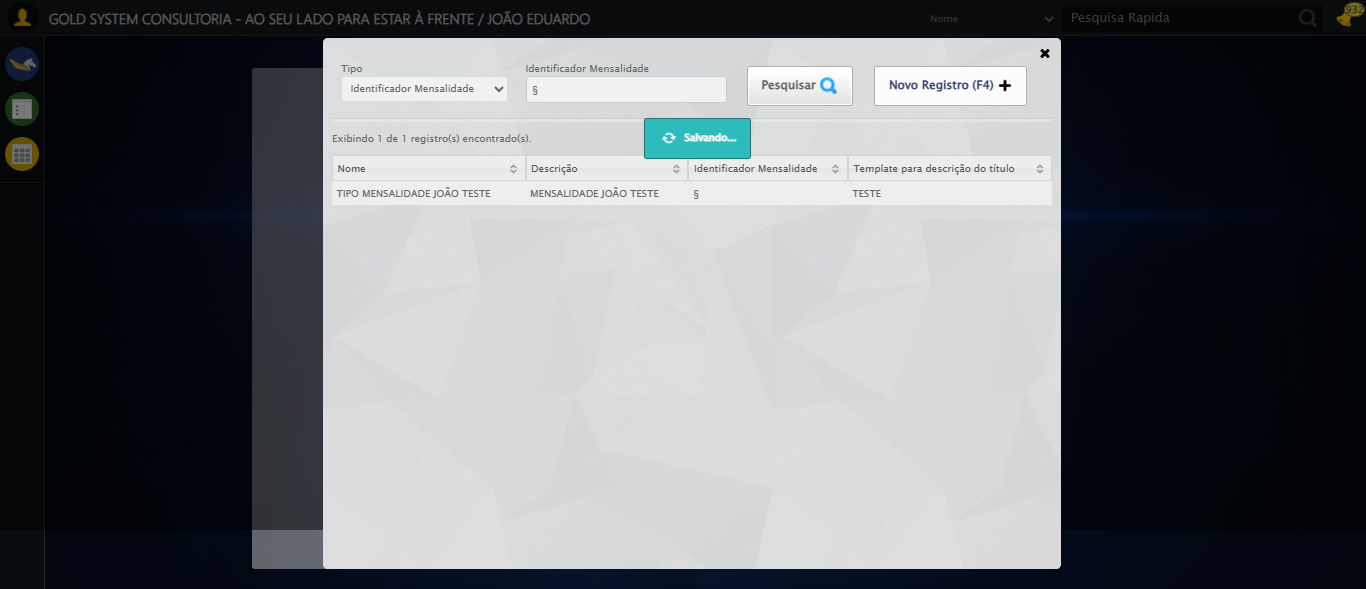 GOLD SYSTEM CONSULTORIA - AO SEU LADO PARA ESTAR À FRENTE / JOÃO EDUARDO
Nome
Pesquisa Rapida
932
Tipo
Identificador Mensalidade
Identificador Mensalidade
§
Pesquisar
Novo Registro (F4)
Exibindo 1 de 1 registro(s) encontrado(s).
Salvando...
Nome Descrição Identificador Mensalidade Template para descrição do título
TIPO MENSALIDADE JOÃO TESTE MENSALIDADE JOÃO TESTE § TESTE